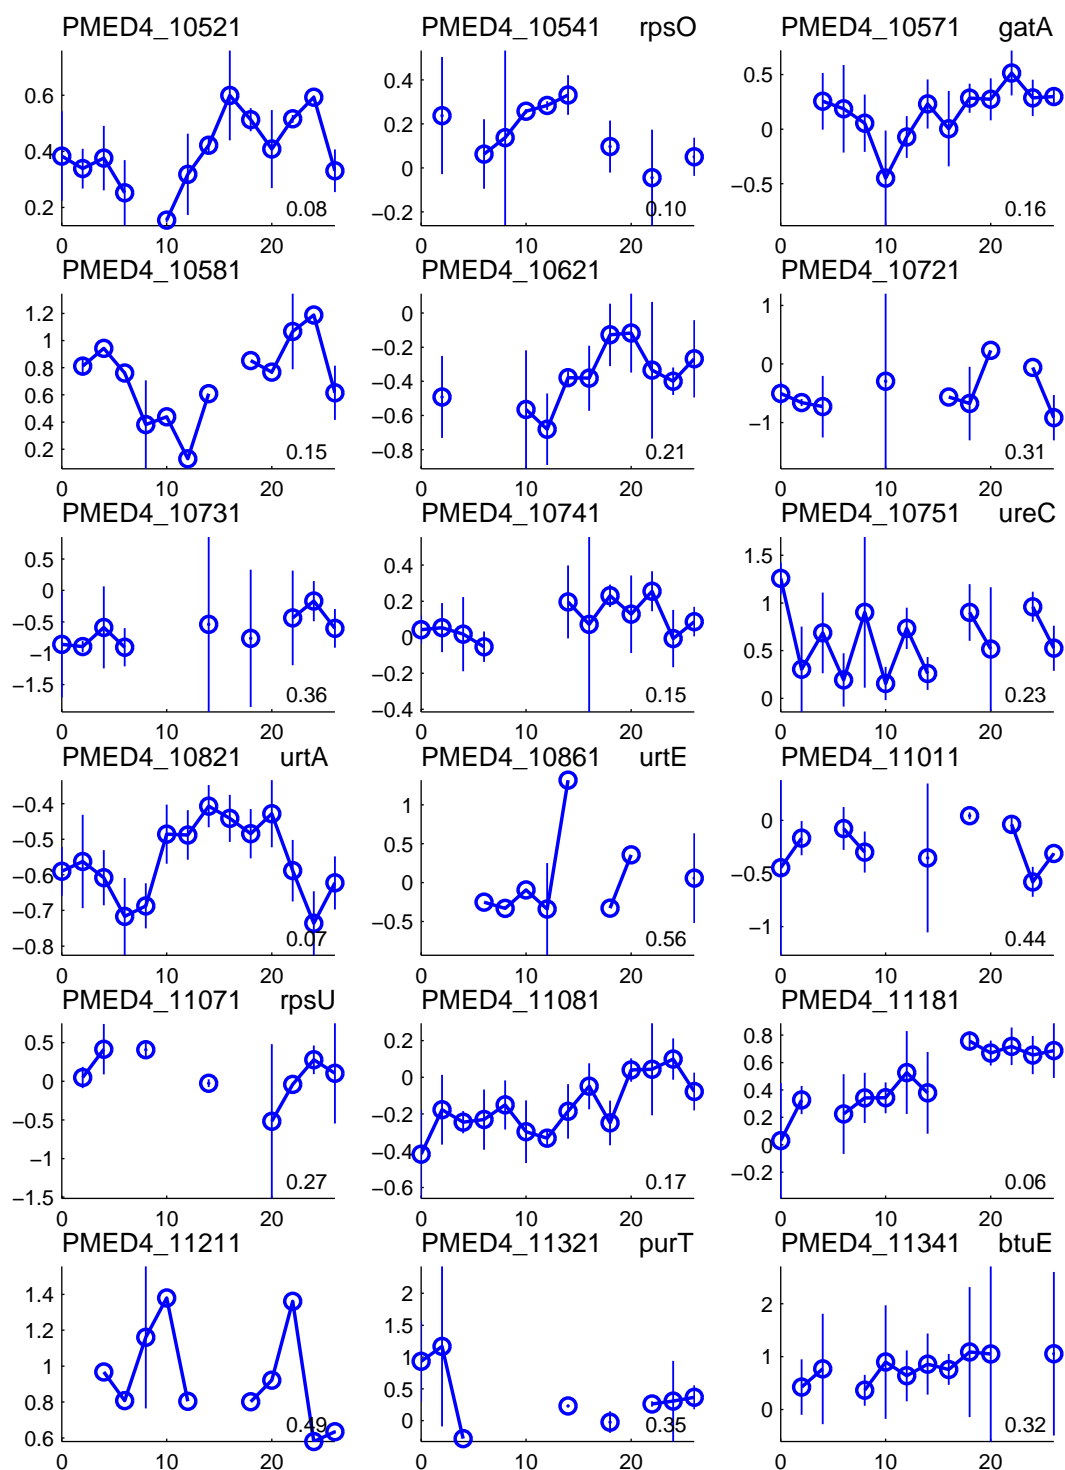 PMED4_10521 PMED4_10541 rpsO PMED4_10571 gatA
0.6 0.4 0.2 0.08 0 10 20
0.4 0.2 0 −0.2 0.10 0 10 20
0.5 0 −0.5 0.16 0 10 20
PMED4_10581 PMED4_10621 PMED4_10721
1.2 1 0.8 0.6 0.4 0.2 0.15 0 10 20
0 −0.2 −0.4 −0.6 −0.8 0.21 0 10 20
1 0 −1 0.31 0 10 20
PMED4_10731 PMED4_10741 PMED4_10751 ureC
0.5 0 −0.5 −1 −1.5 0.36 0 10 20
0.4 0.2 0 −0.2 −0.4 0.15 0 10 20
1.5 1 0.5 0 0.23 0 10 20
PMED4_10821 urtA PMED4_10861 urtE PMED4_11011
−0.4 −0.5 −0.6 −0.7 −0.8 0.07 0 10 20
1 0.5 0 −0.5 0.56 0 10 20
0 −0.5 −1 0.44 0 10 20
PMED4_11071 rpsU PMED4_11081 PMED4_11181
0.5 0 −0.5 −1 −1.5 0.27 0 10 20
0.2 0 −0.2 −0.4 −0.6 0.17 0 10 20
0.8 0.6 0.4 0.2 0 −0.2 0.06 0 10 20
PMED4_11211 PMED4_11321 purT PMED4_11341 btuE
1.4 1.2 1 0.8 0.6 0.49 0 10 20
2 1.5 1 0.5 0 0.35 0 10 20
2 1 0 0.32 0 10 20